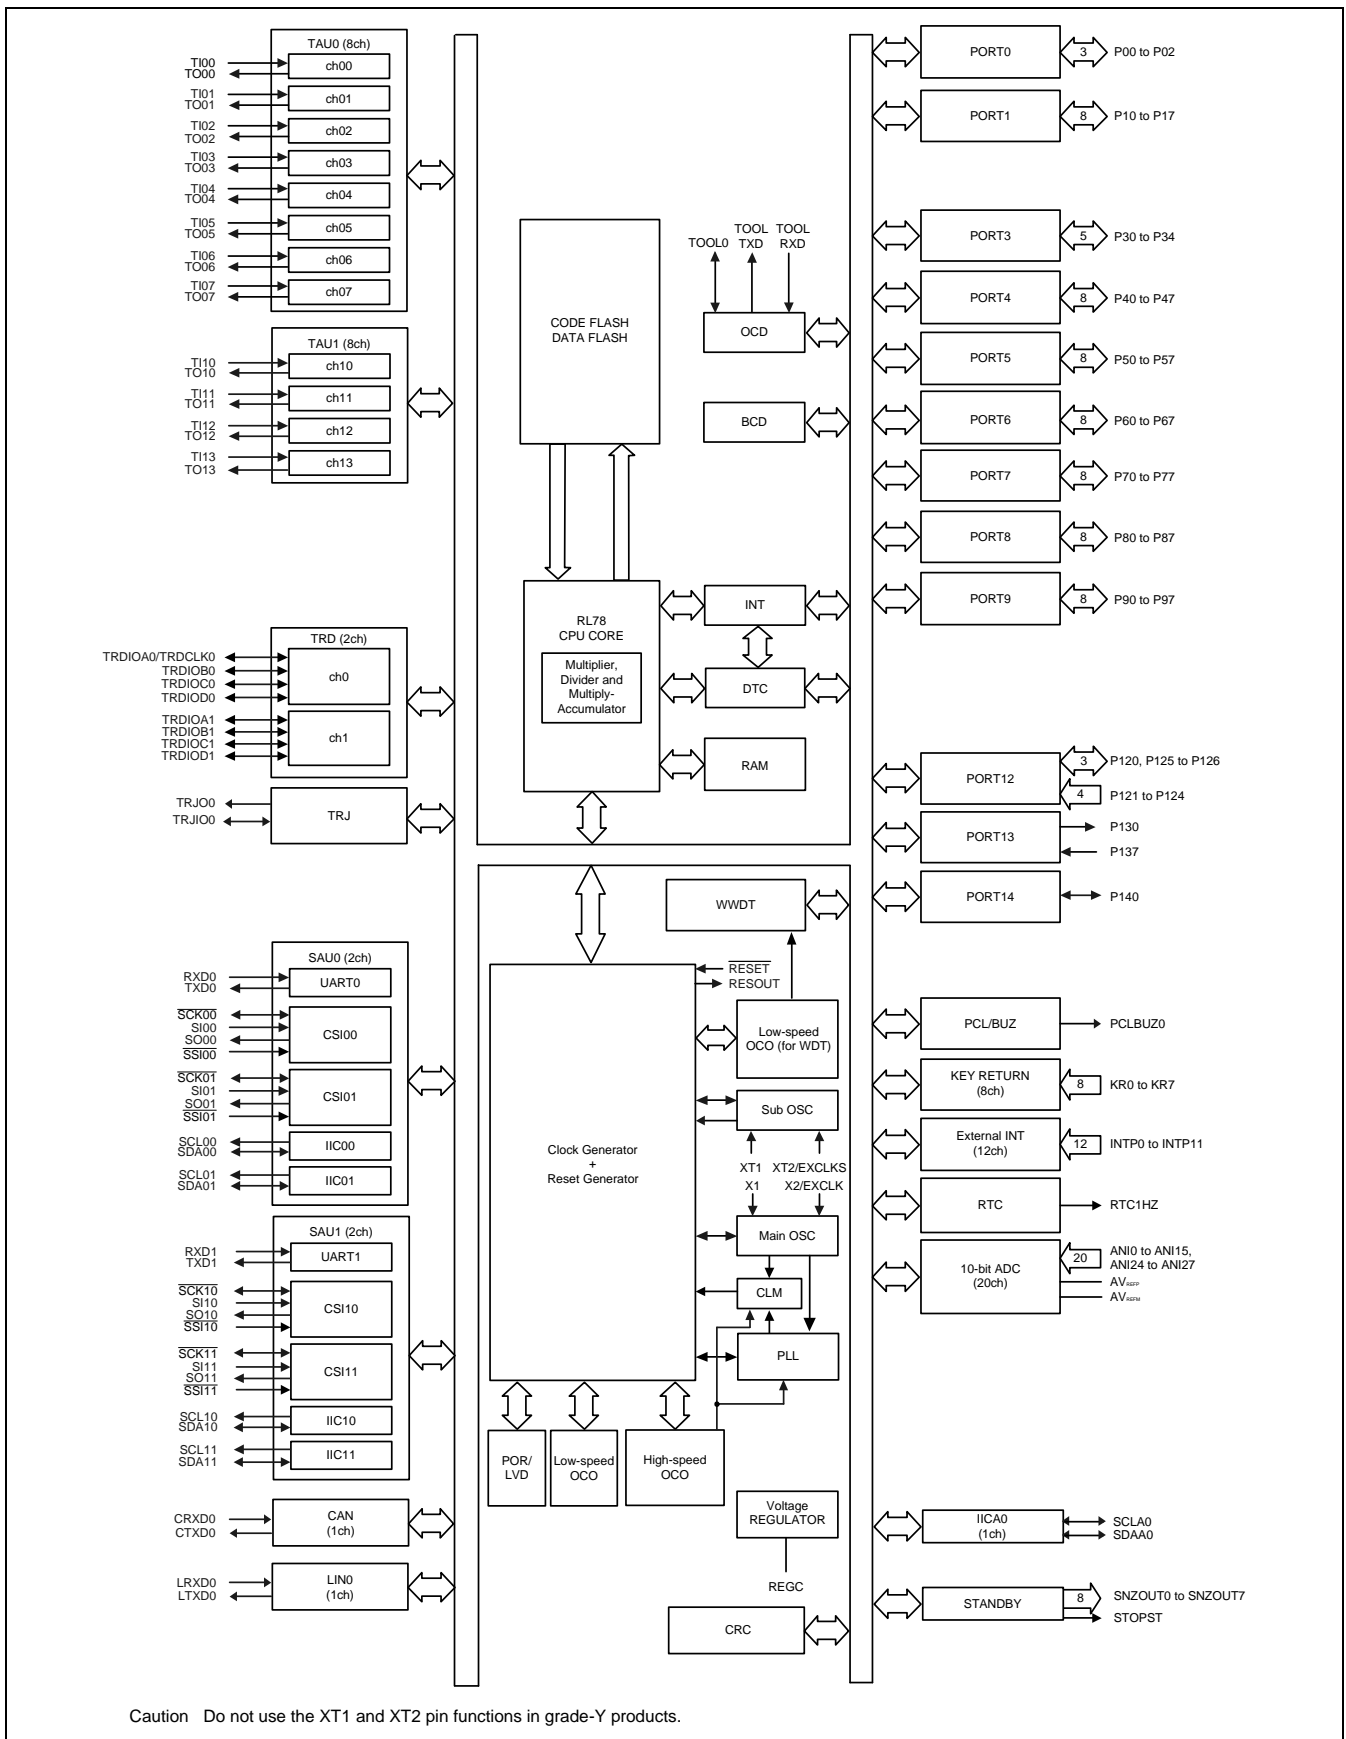 TAU0 (8ch)
TI00
TO00
ch00
TI01
TO01
ch01
TI02
TO02
ch02
TI03
TO03
ch03
TI04
TO04
ch04
TI05
TO05
ch05
TI06
TO06
ch06
TI07
TO07
ch07
TAU1 (8ch)
TI10
TO10
ch10
TI11
TO11
ch11
TI12
TO12
ch12
TI13
TO13
ch13
TRD (2ch)
TRDIOA0/TRDCLK0
TRDIOB0
TRDIOC0
TRDIOD0
ch0
TRDIOA1
TRDIOB1
TRDIOC1
TRDIOD1
ch1
TRJO0
TRJIO0
TRJ
SAU0 (2ch)
RXD0
TXD0
UART0
SCK00
SI00
SO00
SSI00
CSI00
SCK01
SI01
SO01
SSI01
CSI01
SCL00
SDA00
IIC00
SCL01
SDA01
IIC01
SAU1 (2ch)
RXD1
TXD1
UART1
SCK10
SI10
SO10
SSI10
CSI10
SCK11
SI11
SO11
SSI11
CSI11
SCL10
SDA10
IIC10
SCL11
SDA11
IIC11
CRXD0
CTXD0
CAN
(1ch)
LRXD0
LTXD0
LIN0
(1ch)
CODE FLASH
DATA FLASH
TOOL0
TOOL
TXD
TOOL
RXD
OCD
BCD
RL78
CPU CORE
Multiplier,
Divider and
Multiply-
Accumulator
INT
DTC
RAM
WWDT
RESET
RESOUT
Low-speed
OCO (for WDT)
Sub OSC
Clock Generator
+
Reset Generator
XT1 XT2/EXCLKS
X1 X2/EXCLK
Main OSC
CLM
PLL
POR/
LVD
Low-speed
OCO
High-speed
OCO
Voltage
REGULATOR
REGC
CRC
PORT0
3
P00 to P02
PORT1
8
P10 to P17
PORT3
5
P30 to P34
PORT4
8
P40 to P47
PORT5
8
P50 to P57
PORT6
8
P60 to P67
PORT7
8
P70 to P77
PORT8
8
P80 to P87
PORT9
8
P90 to P97
PORT12
3
P120, P125 to P126
4
P121 to P124
PORT13
P130
P137
PORT14
P140
PCL/BUZ
PCLBUZ0
KEY RETURN
(8ch)
8
KR0 to KR7
External INT
(12ch)
12
INTP0 to INTP11
RTC
RTC1HZ
10-bit ADC
(20ch)
20
ANI0 to ANI15,
ANI24 to ANI27
AVREFP
AVREFM
IICA0
(1ch)
SCLA0
SDAA0
STANDBY
8
SNZOUT0 to SNZOUT7
STOPST
Caution Do not use the XT1 and XT2 pin functions in grade-Y products.